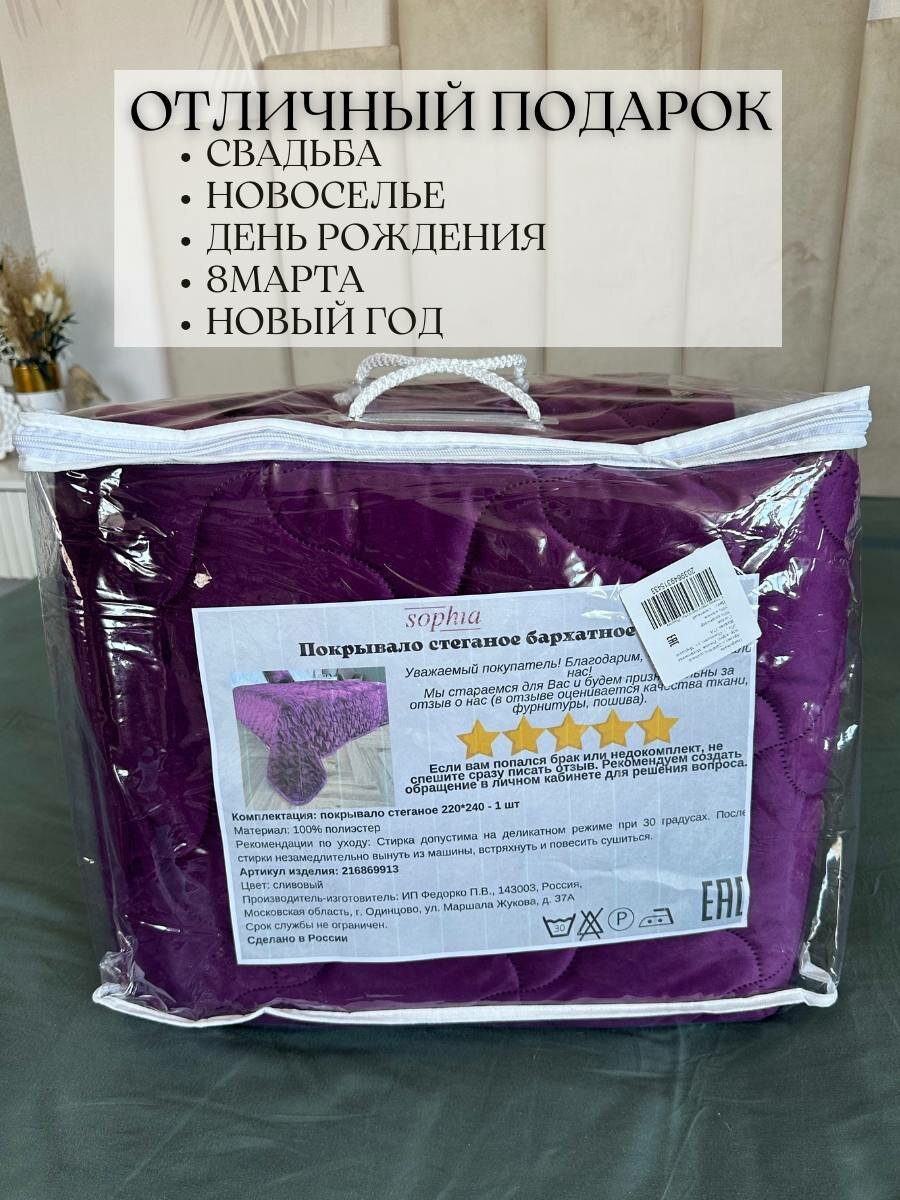 ОТЛИЧНЫЙ ПОДАРОК
• СВАДЬБА
• НОВОСЕЛЬЕ
• ДЕНЬ РОЖДЕНИЯ
• 8МАРТА
• НОВЫЙ ГОД
sophia
Покрывало стеганое бархатное
Уважаемый покупатель! Благодарим,
нас!
Мы стараемся для Вас и будем за
отзыв о нас (в отзыве оценивается качества ткани,
фурнитуры, пошива).
Если вам попался брак или недокомплект, не
спешите сразу писать отзыв. Рекомендуем создать
обращение в личном кабинете для решения вопроса.
Комплектация: покрывало стеганое 220*240 - 1 шт
Материал: 100% полиэстер
Рекомендации по уходу: Стирка допустима на деликатном режиме при 30 градусах. После
стирки незамедлительно вынуть из машины, встряхнуть и повесить сушиться.
Артикул изделия: 216869913
Цвет: сливовый
Производитель-изготовитель: ИП Федорко П.В., 143003, Россия,
Московская область, г. Одинцово, ул. Маршала Жукова, д. 37А
Срок службы не ограничен.
Сделано в России
30
P
EAC
2039649315433